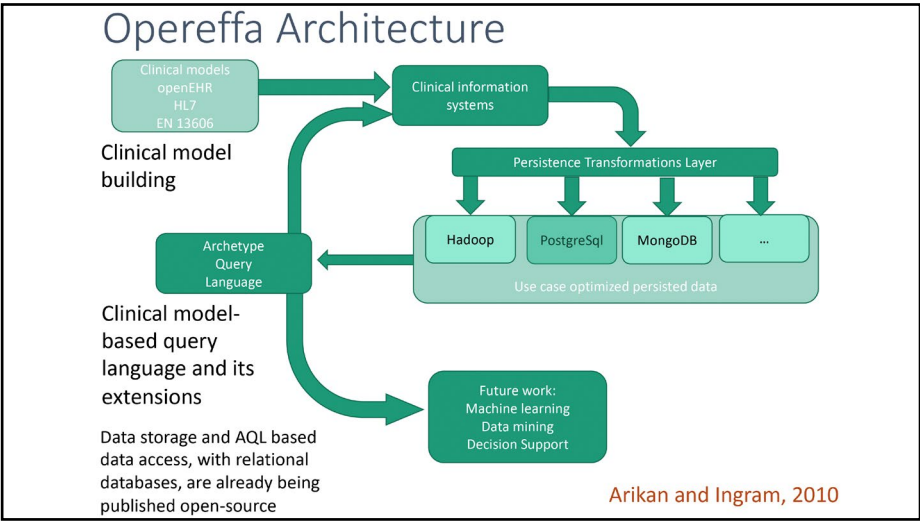 Opereffa Architecture
Clinical models
openEHR
HL7
EN 13606
Clinical information
systems
Clinical model
building
Persistence Transformations Layer
Hadoop
PostgreSql
MongoDB
...
Use case optimized persisted data
Archetype
Query
Language
Clinical model-
based query
language and its
extensions
Future work:
Machine learning
Data mining
Decision Support
Data storage and AQL based
data access, with relational
databases, are already being
published open-source
Arikan and Ingram, 2010